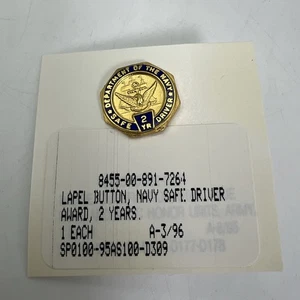 DEPARTMENT OF THE NAVY
SAFE 2 YR DRIVER
8455-00-891-7264
LAPEL BUTTON, NAVY SAFE DRIVER
AWARD, 2 YEARS.
1 EACH A-3/96
SP0100-95AS100-D309